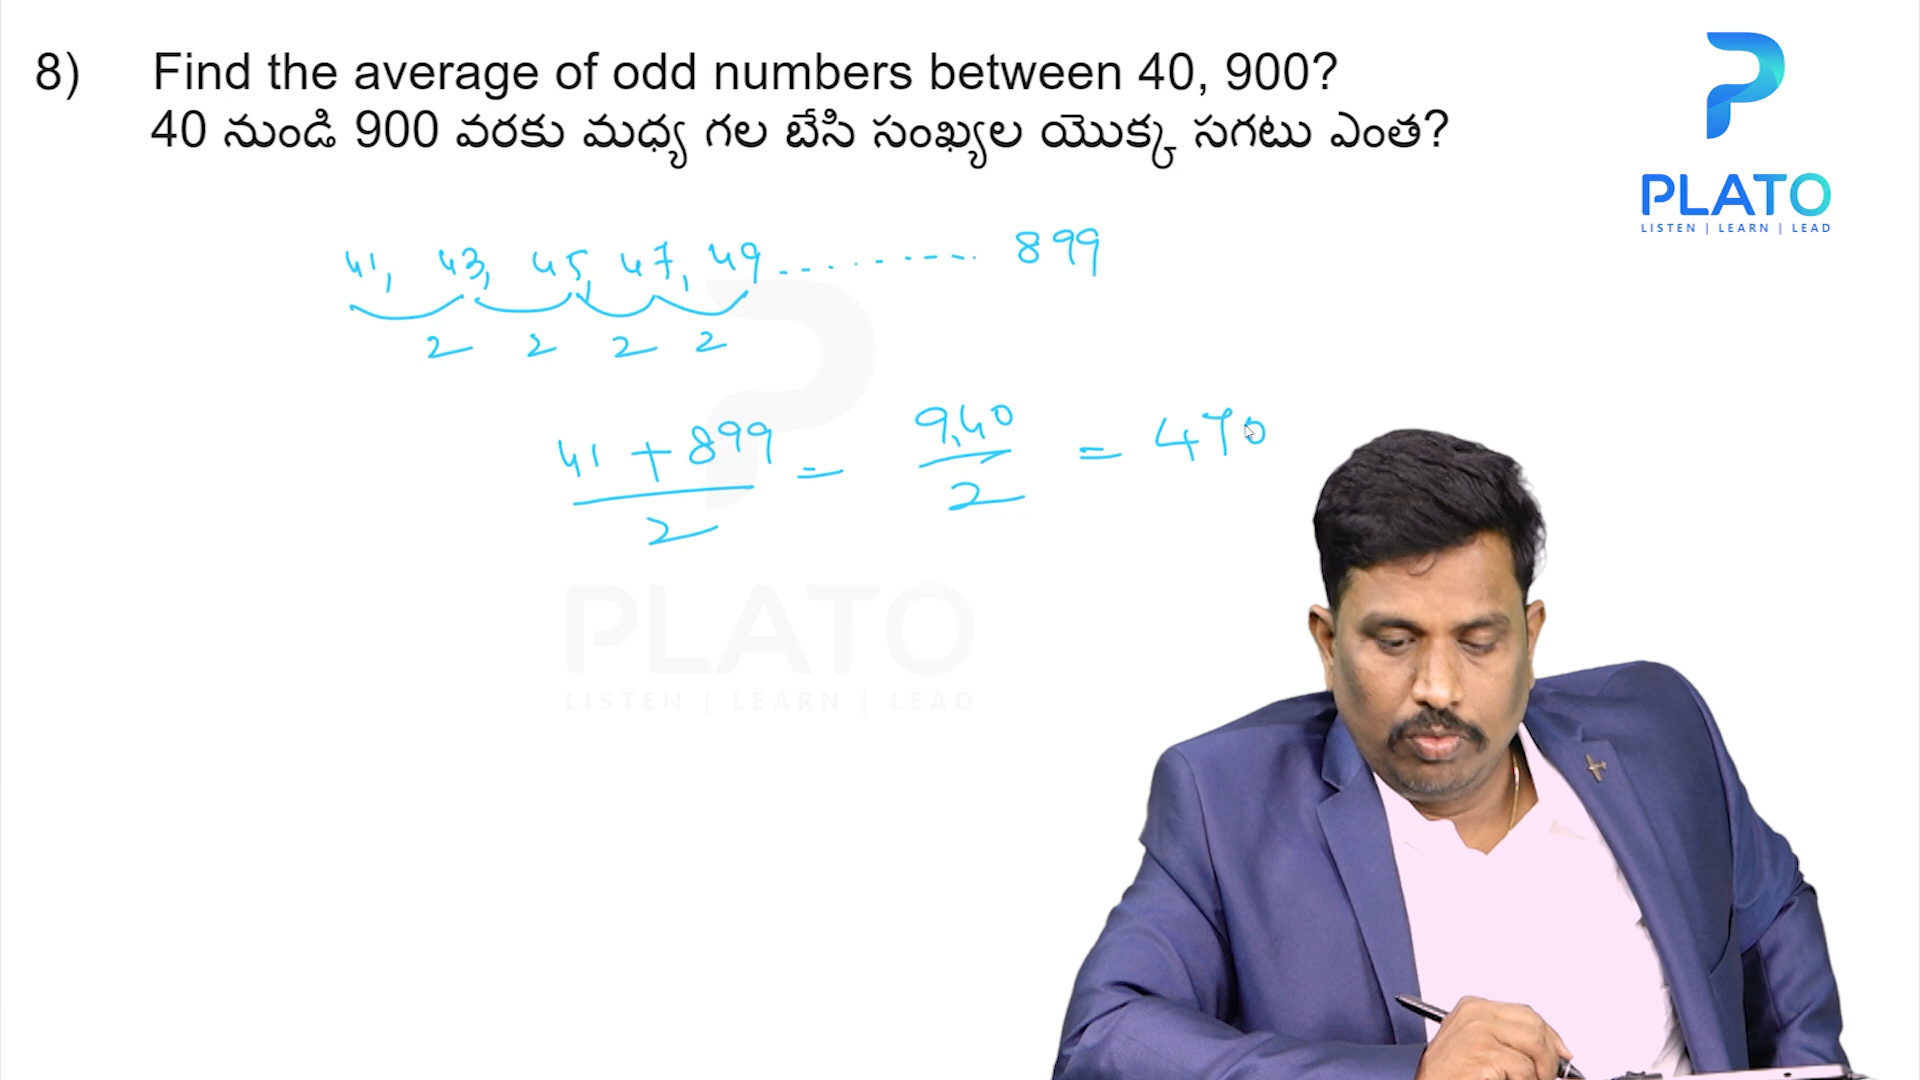 8) Find the average of odd numbers between 40, 900?
40 నుండి 900 వరకు మధ్య గల బేసి సంఖ్యల యొక్క సగటు ఎంత?
PLATO
LISTEN | LEARN | LEAD
41, 43, 45, 47, 49 .......... 899
2 2 2 2
41 + 899 / 2 = 940 / 2 = 470
PLATO
LISTEN | LEARN | LEAD